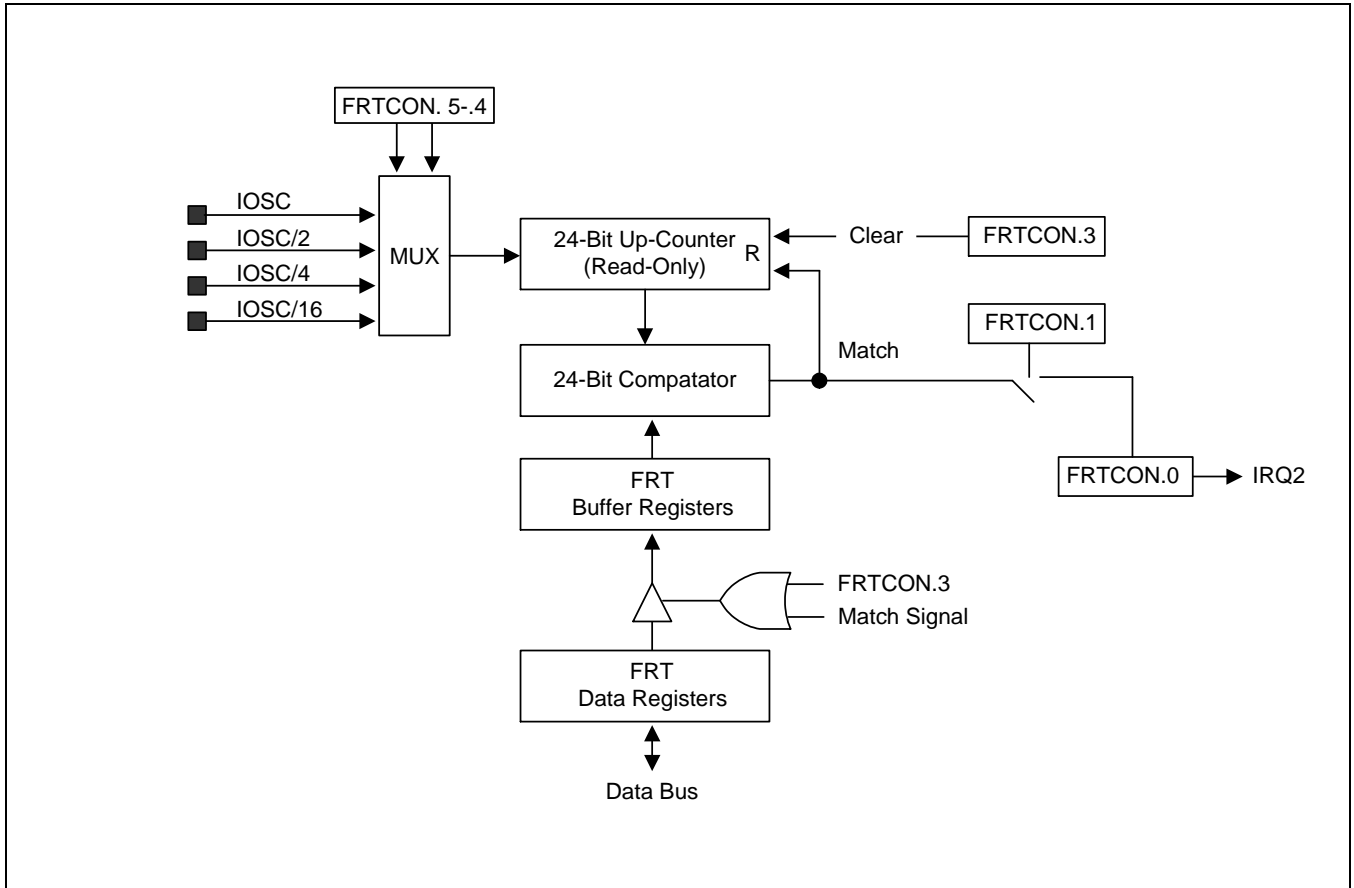 FRTCON. 5-.4
IOSC
IOSC/2
IOSC/4
IOSC/16
MUX
24-Bit Up-Counter
(Read-Only)
R
Clear
FRTCON.3
FRTCON.1
Match
24-Bit Compatator
FRTCON.0
IRQ2
FRT
Buffer Registers
FRTCON.3
Match Signal
FRT
Data Registers
Data Bus